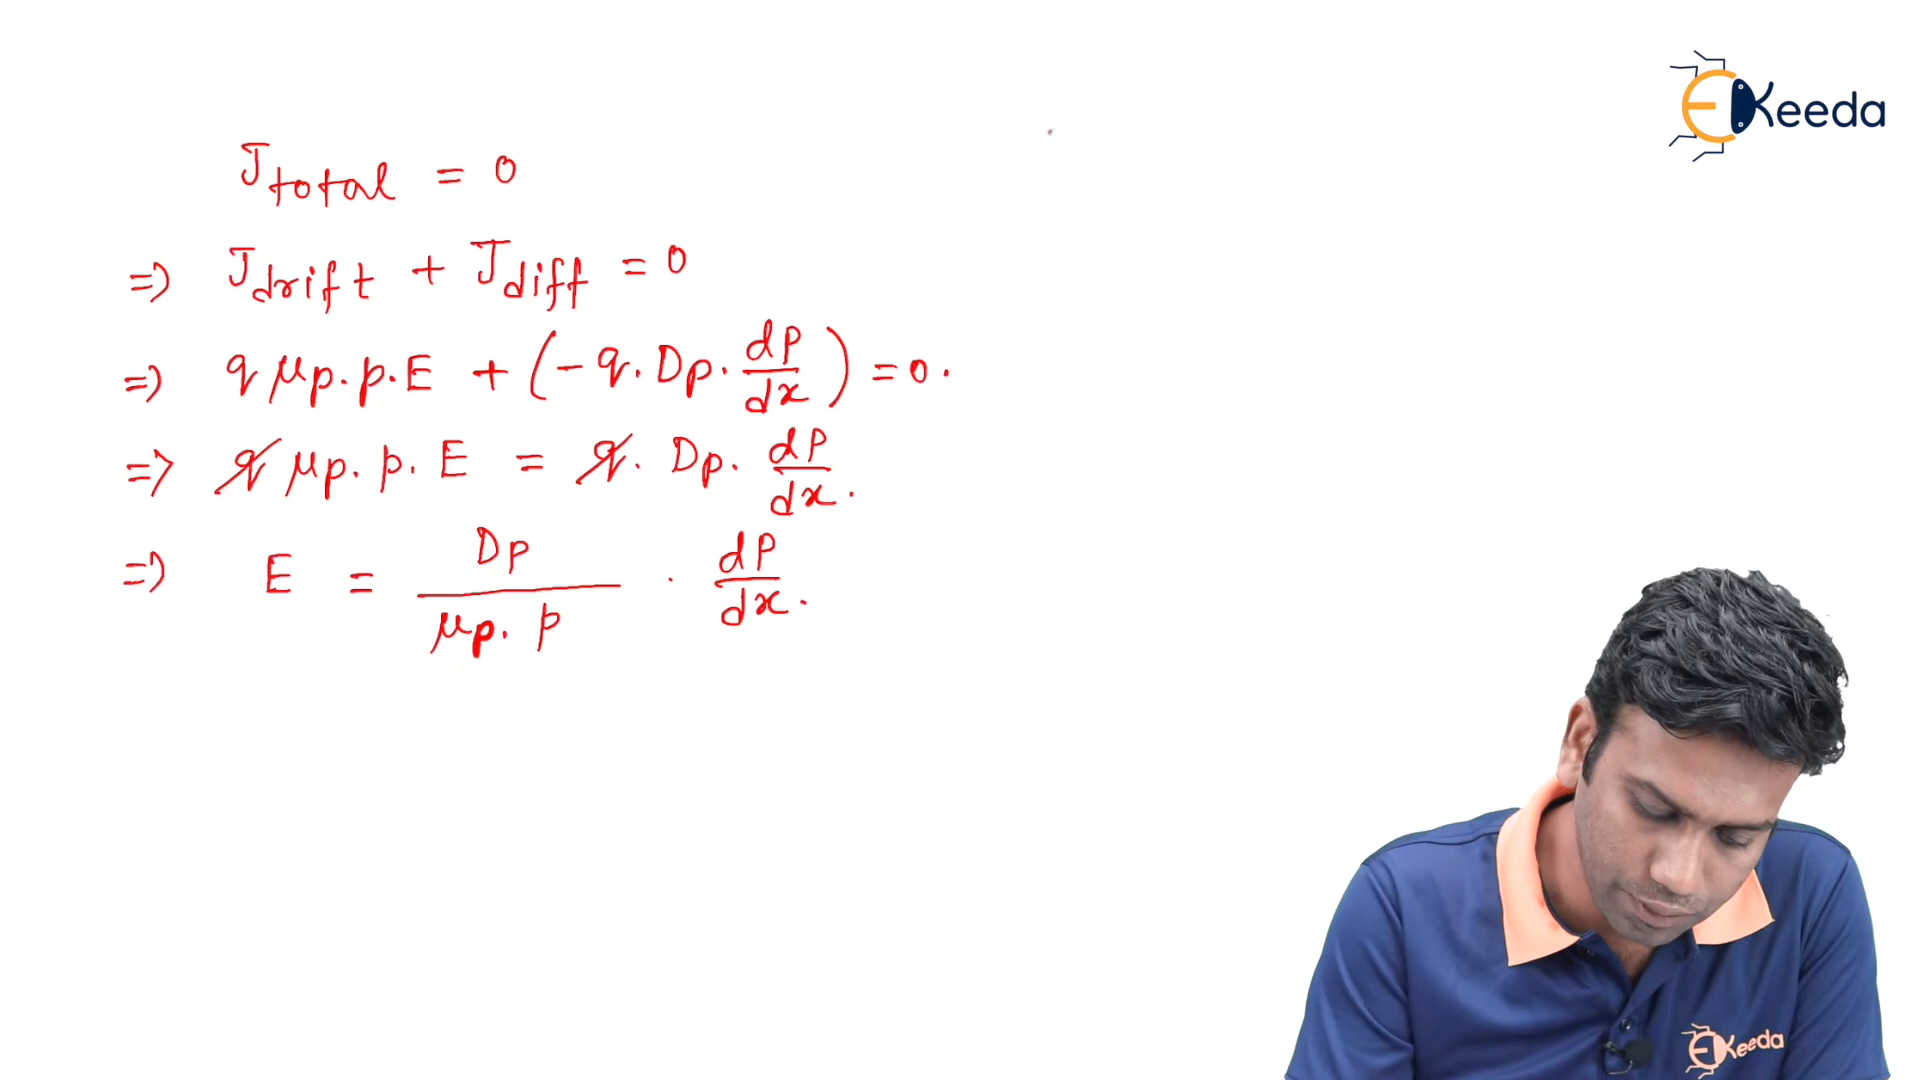 EKeeda
J_total = 0
=> J_drift + J_diff = 0
=> q μp. p. E + (- q. Dp. dp/dx) = 0.
=> q μp. p. E = q. Dp. dp/dx.
=> E = Dp / μp. p . dp/dx.
EKeeda